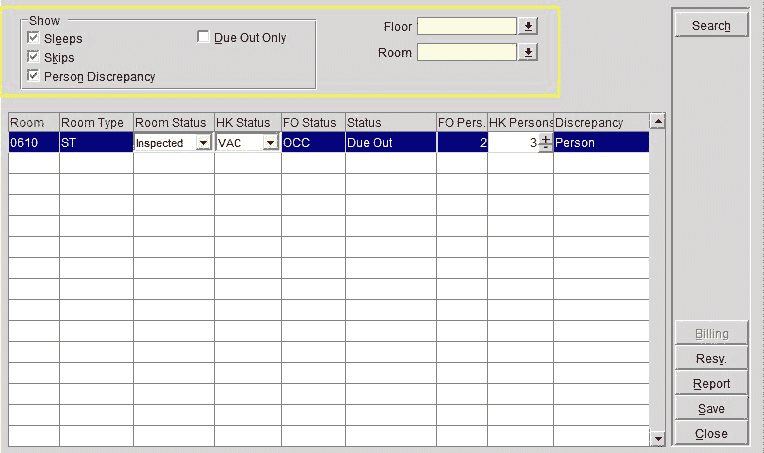 Show
Sleeps
Due Out Only
Skips
Person Discrepancy
Floor
Room
Search
Room Room Type Room Status HK Status FO Status Status FO Pers. HK Persons Discrepancy
0610 ST Inspected VAC OCC Due Out 2 3 Person
Billing
Resv.
Report
Save
Close